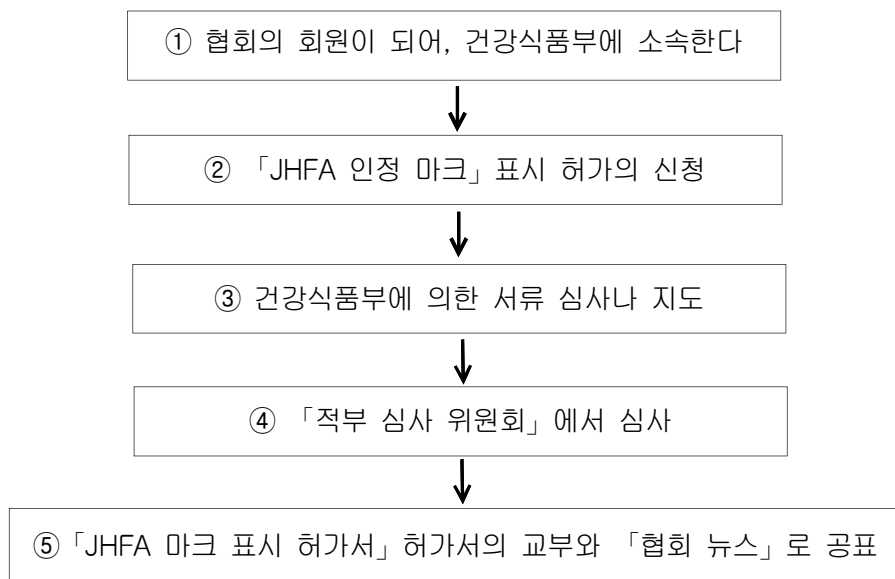 ① 협회의 회원이 되어, 건강식품부에 소속한다
② 「JHFA 인정 마크」 표시 허가의 신청
③ 건강식품부에 의한 서류 심사나 지도
④ 「적부 심사 위원회」에서 심사
⑤「JHFA 마크 표시 허가서」허가서의 교부와 「협회 뉴스」로 공표